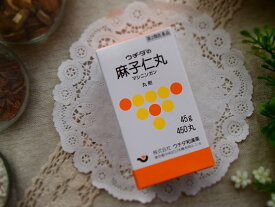 第2類医薬品
ウチダの
麻子仁丸
マシニンガン
丸剤
45g
450丸
株式会社 ウチダ和漢薬